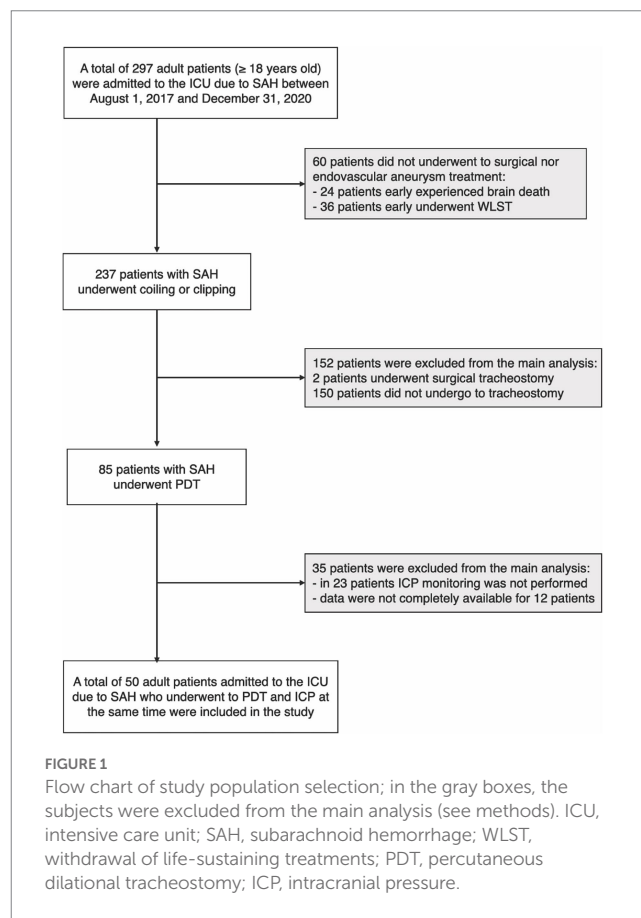 A total of 297 adult patients (≥ 18 years old)
were admitted to the ICU due to SAH between
August 1, 2017 and December 31, 2020
60 patients did not underwent to surgical nor
endovascular aneurysm treatment:
- 24 patients early experienced brain death
- 36 patients early underwent WLST
237 patients with SAH
underwent coiling or clipping
152 patients were excluded from the main analysis:
2 patients underwent surgical tracheostomy
150 patients did not undergo to tracheostomy
85 patients with SAH
underwent PDT
35 patients were excluded from the main analysis:
- in 23 patients ICP monitoring was not performed
- data were not completely available for 12 patients
A total of 50 adult patients admitted to the ICU
due to SAH who underwent to PDT and ICP at
the same time were included in the study
FIGURE 1
Flow chart of study population selection; in the gray boxes, the
subjects were excluded from the main analysis (see methods). ICU,
intensive care unit; SAH, subarachnoid hemorrhage; WLST,
withdrawal of life-sustaining treatments; PDT, percutaneous
dilational tracheostomy; ICP, intracranial pressure.